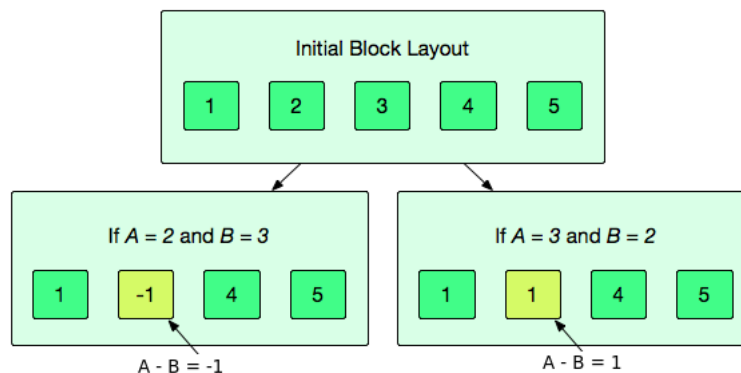 Initial Block Layout
1 2 3 4 5
If A = 2 and B = 3
1 -1 4 5
A - B = -1
If A = 3 and B = 2
1 1 4 5
A - B = 1